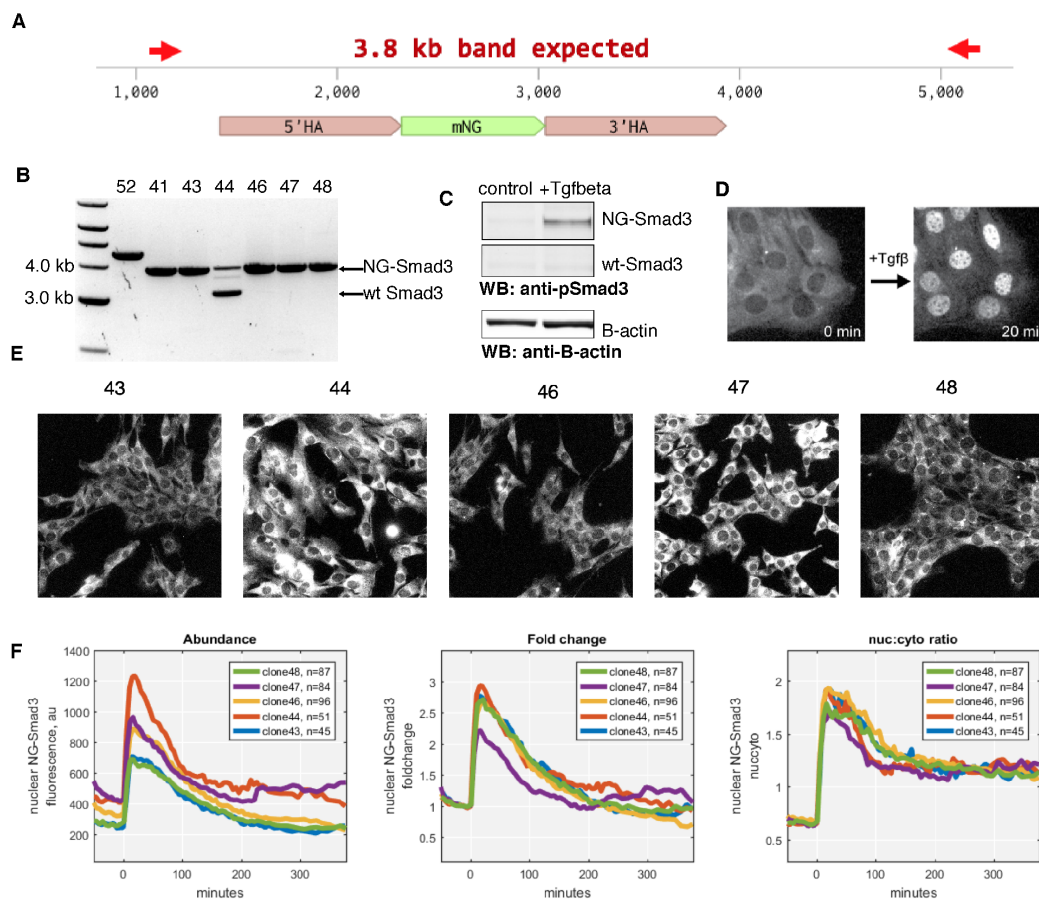 A
3.8 kb band expected
1,000 2,000 3,000 4,000 5,000
5'HA mNG 3'HA
B
52 41 43 44 46 47 48
4.0 kb
3.0 kb
NG-Smad3
wt Smad3
C
control +Tgfbeta
NG-Smad3
wt-Smad3
WB: anti-pSmad3
B-actin
WB: anti-B-actin
D
0 min
+Tgfβ
20 min
E
43 44 46 47 48
F
Abundance
nuclear NG-Smad3
fluorescence, au
1400
1200
1000
800
600
400
200
clone48, n=87
clone47, n=84
clone46, n=96
clone44, n=51
clone43, n=45
0 100 200 300
minutes
Fold change
nuclear NG-Smad3
foldchange
3
2.5
2
1.5
1
0.5
clone48, n=87
clone47, n=84
clone46, n=96
clone44, n=51
clone43, n=45
0 100 200 300
minutes
nuc:cyto ratio
nuclear NG-Smad3
nuccyto
2
1.5
1
0.5
clone48, n=87
clone47, n=84
clone46, n=96
clone44, n=51
clone43, n=45
0 100 200 300
minutes